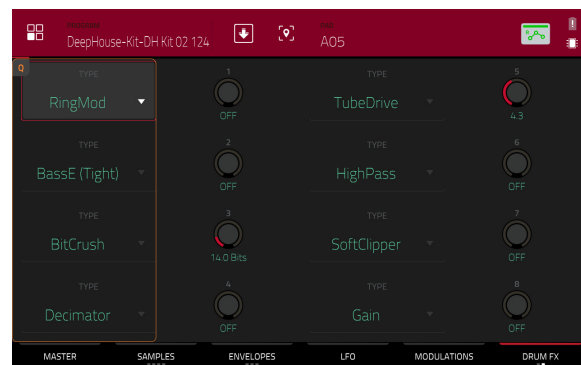 DeepHouse-Kit-DH Kit 02 124
A05
Q
TYPE
RingMod
1
OFF
TYPE
TubeDrive
5
4.3
TYPE
BassE (Tight)
2
OFF
TYPE
HighPass
6
OFF
TYPE
BitCrush
3
14.0 Bits
TYPE
SoftClipper
7
OFF
TYPE
Decimator
4
OFF
TYPE
Gain
8
OFF
MASTER SAMPLES ENVELOPES LFO MODULATIONS DRUM FX